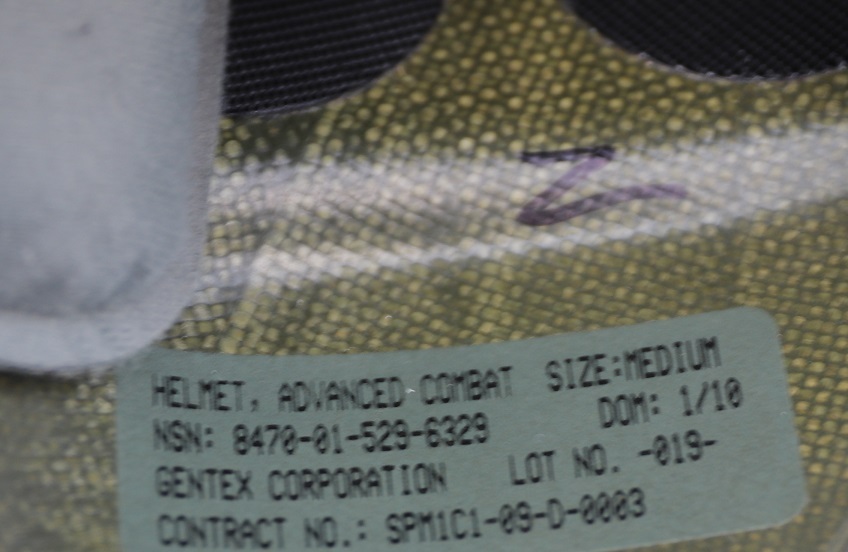 Z
HELMET, ADVANCED COMBAT SIZE:MEDIUM
NSN: 8470-01-529-6329 DOM: 1/10
GENTEX CORPORATION LOT NO. -019-
CONTRACT NO.: SPM1C1-09-D-0003